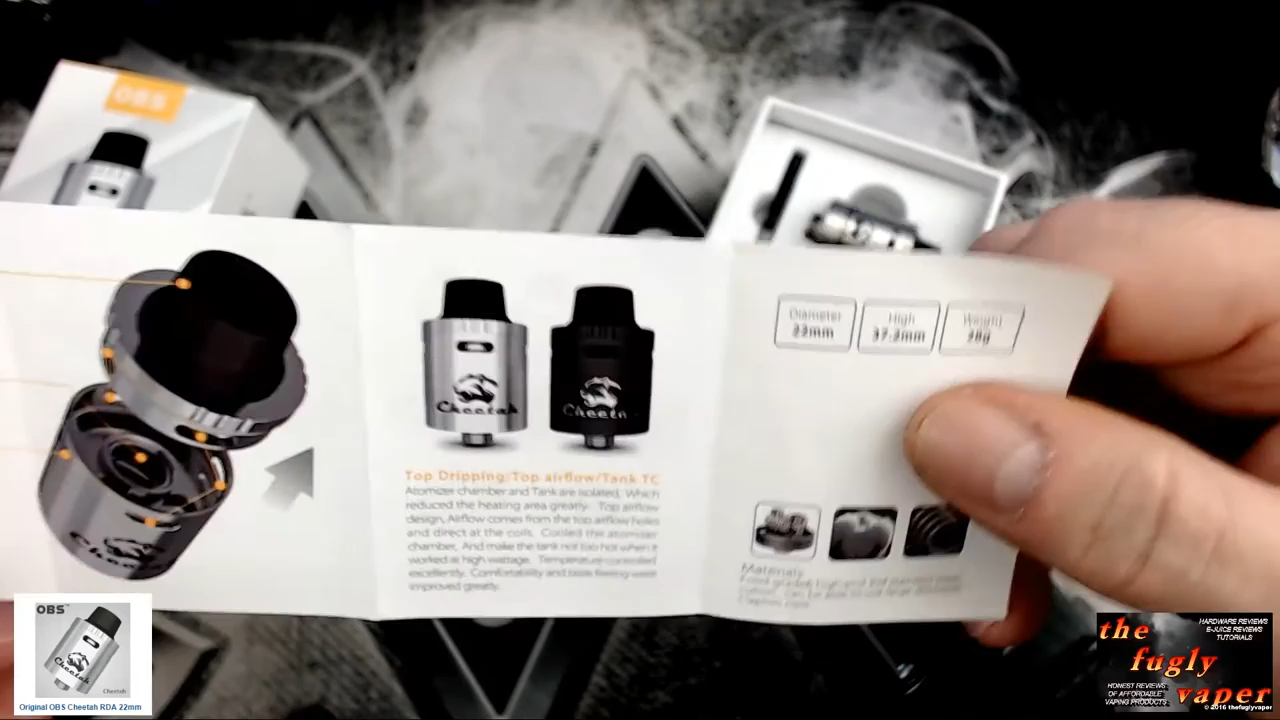 OBS
Diameter
22mm
High
37.2mm
Weight
38g
Cheetah
Cheetah
Cheetah
Top Dripping/Top airflow/Tank TC
Atomizer chamber and Tank are isolated, Which
reduced the heating area greatly. Top airflow
design, Airflow comes from the top airflow holes
and direct at the coils. Cooled the atomizer
chamber, And make the tank not too hot when it
worked at high wattage. Temperature controlled
excellently. Comfortability and taste feeling were
improved greatly.
Materials
OBS™
Cheetah
Cheetah
Original OBS Cheetah RDA 22mm
the
fugly
vaper
HARDWARE REVIEWS
E-JUICE REVIEWS
TUTORIALS
HONEST REVIEWS
OF AFFORDABLE
VAPING PRODUCTS
© 2016 thefuglyvaper